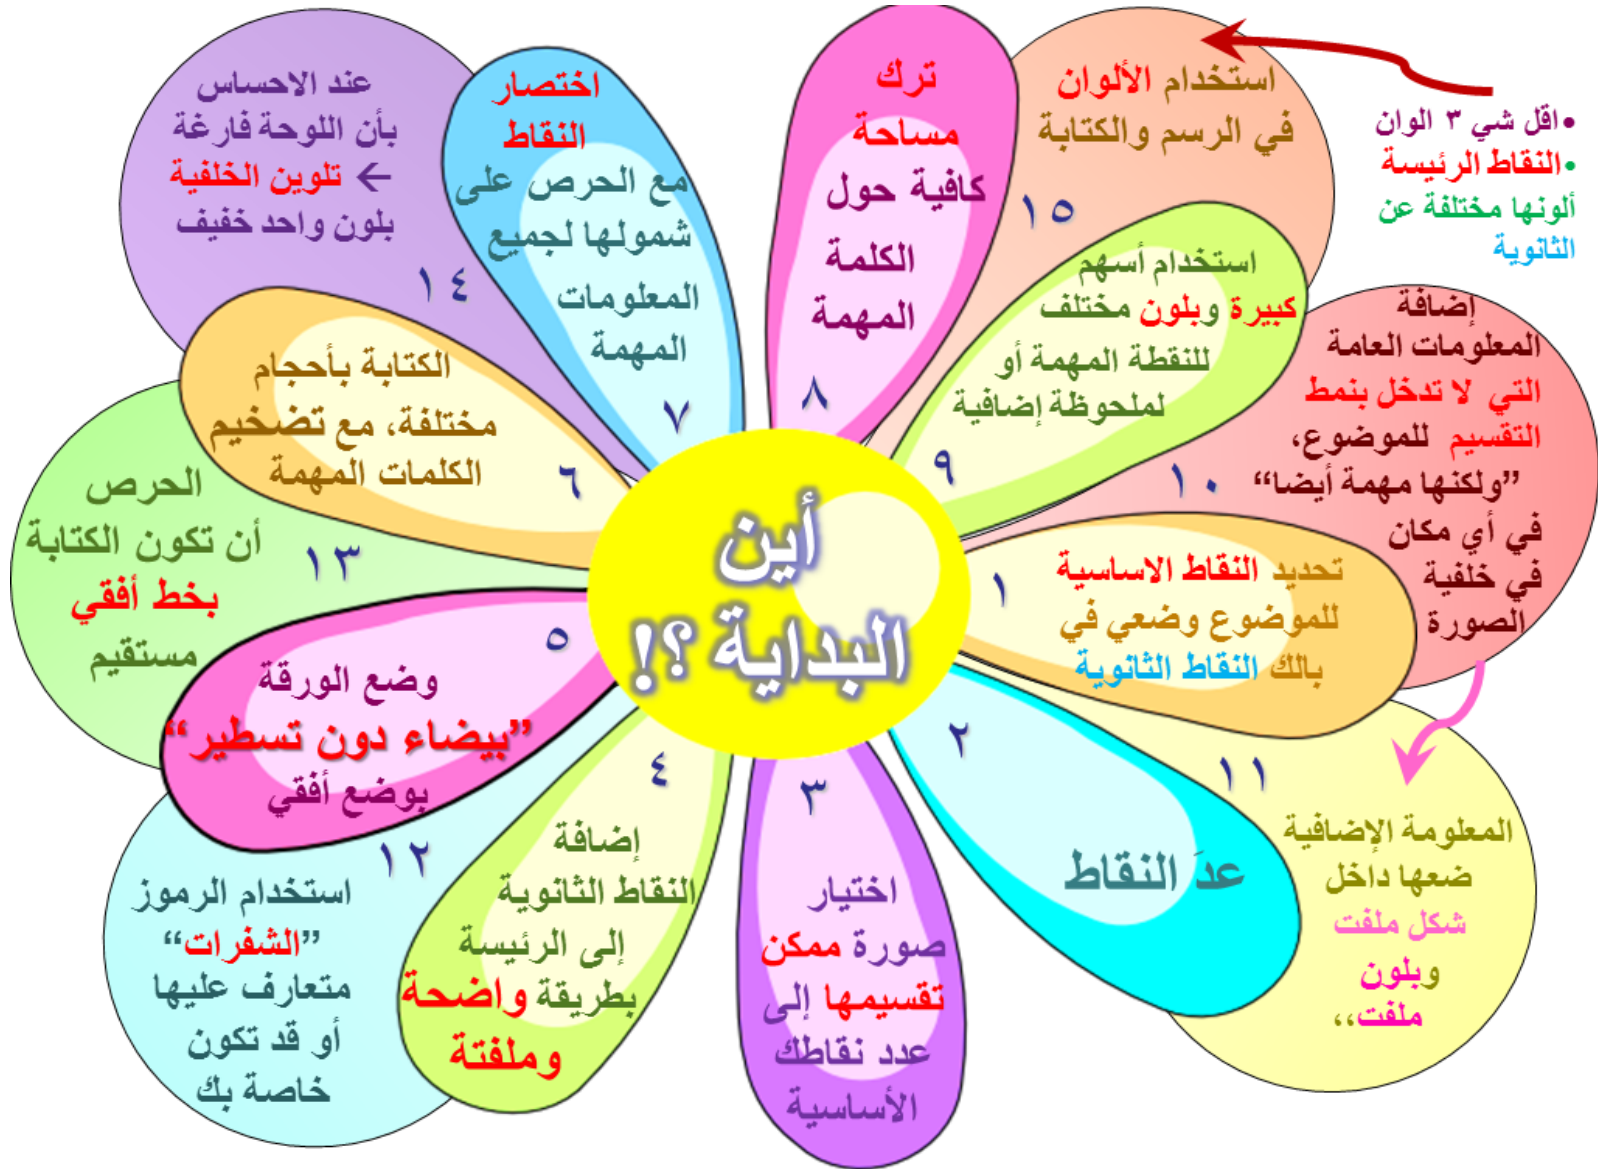 أين
البداية ؟!
١
تحديد النقاط الاساسية
للموضوع وضعي في
بالك النقاط الثانوية
٢
عدَ النقاط
٣
اختيار
صورة ممكن
تقسيمها إلى
عدد نقاطك
الأساسية
٤
إضافة
النقاط الثانوية
إلى الرئيسة
بطريقة واضحة
وملفتة
٥
وضع الورقة
”بيضاء دون تسطير“
بوضع أفقي
٦
الكتابة بأحجام
مختلفة، مع تضخيم
الكلمات المهمة
٧
اختصار
النقاط
مع الحرص على
شمولها لجميع
المعلومات
المهمة
٨
ترك
مساحة
كافية حول
الكلمة
المهمة
٩
استخدام أسهم
كبيرة وبلون مختلف
للنقطة المهمة أو
لملحوظة إضافية
١٠
إضافة
المعلومات العامة
التي لا تدخل بنمط
التقسيم للموضوع،
”ولكنها مهمة أيضا“
في أي مكان
في خلفية
الصورة
١١
المعلومة الإضافية
ضعها داخل
شكل ملفت
وبلون
ملفت،،
١٢
استخدام الرموز
”الشفرات“
متعارف عليها
أو قد تكون
خاصة بك
١٣
الحرص
أن تكون الكتابة
بخط أفقي
مستقيم
١٤
عند الاحساس
بأن اللوحة فارغة
← تلوين الخلفية
بلون واحد خفيف
١٥
استخدام الألوان
في الرسم والكتابة
•اقل شي ٣ الوان
•النقاط الرئيسة
ألونها مختلفة عن
الثانوية